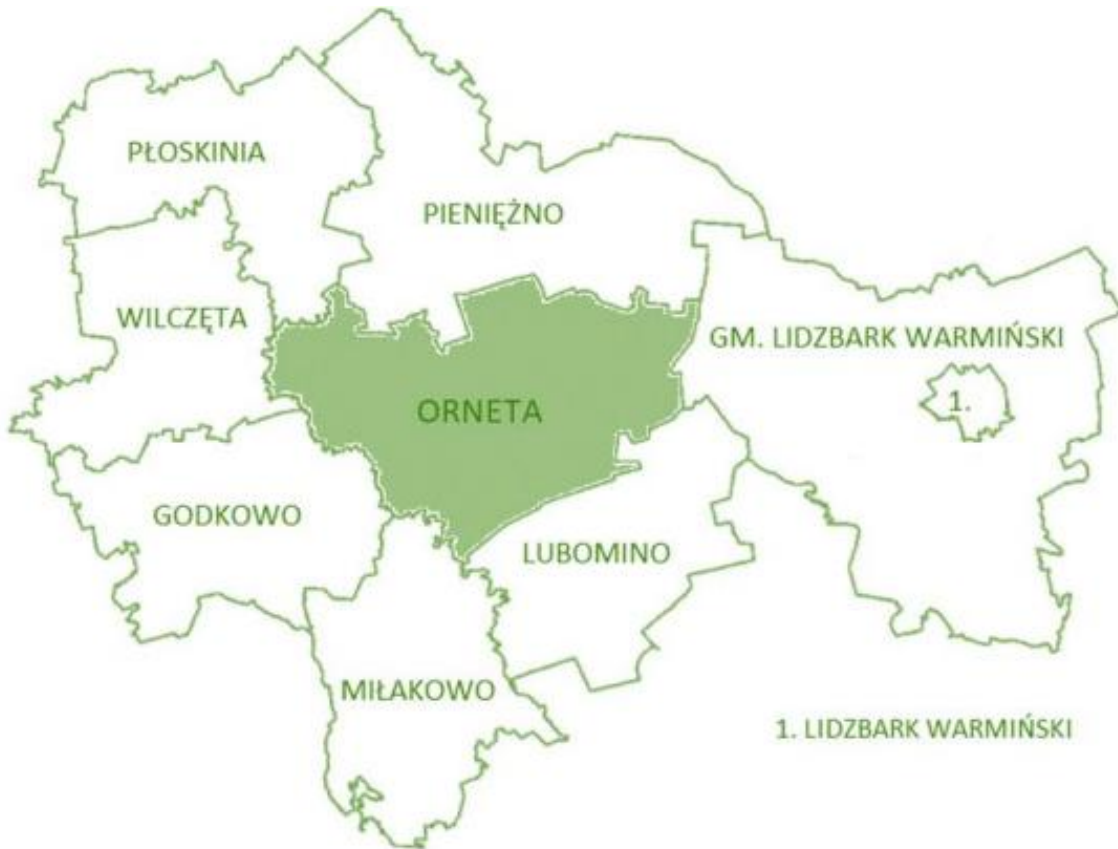 PŁOSKINIA
PIENIĘŻNO
WILCZĘTA
GM. LIDZBARK WARMIŃSKI
1.
ORNETA
GODKOWO
LUBOMINO
MIŁAKOWO
1. LIDZBARK WARMIŃSKI